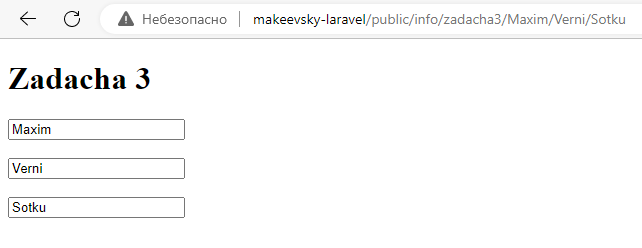 Небезопасно makeevsky-laravel/public/info/zadacha3/Maxim/Verni/Sotku
Zadacha 3
Maxim
Verni
Sotku